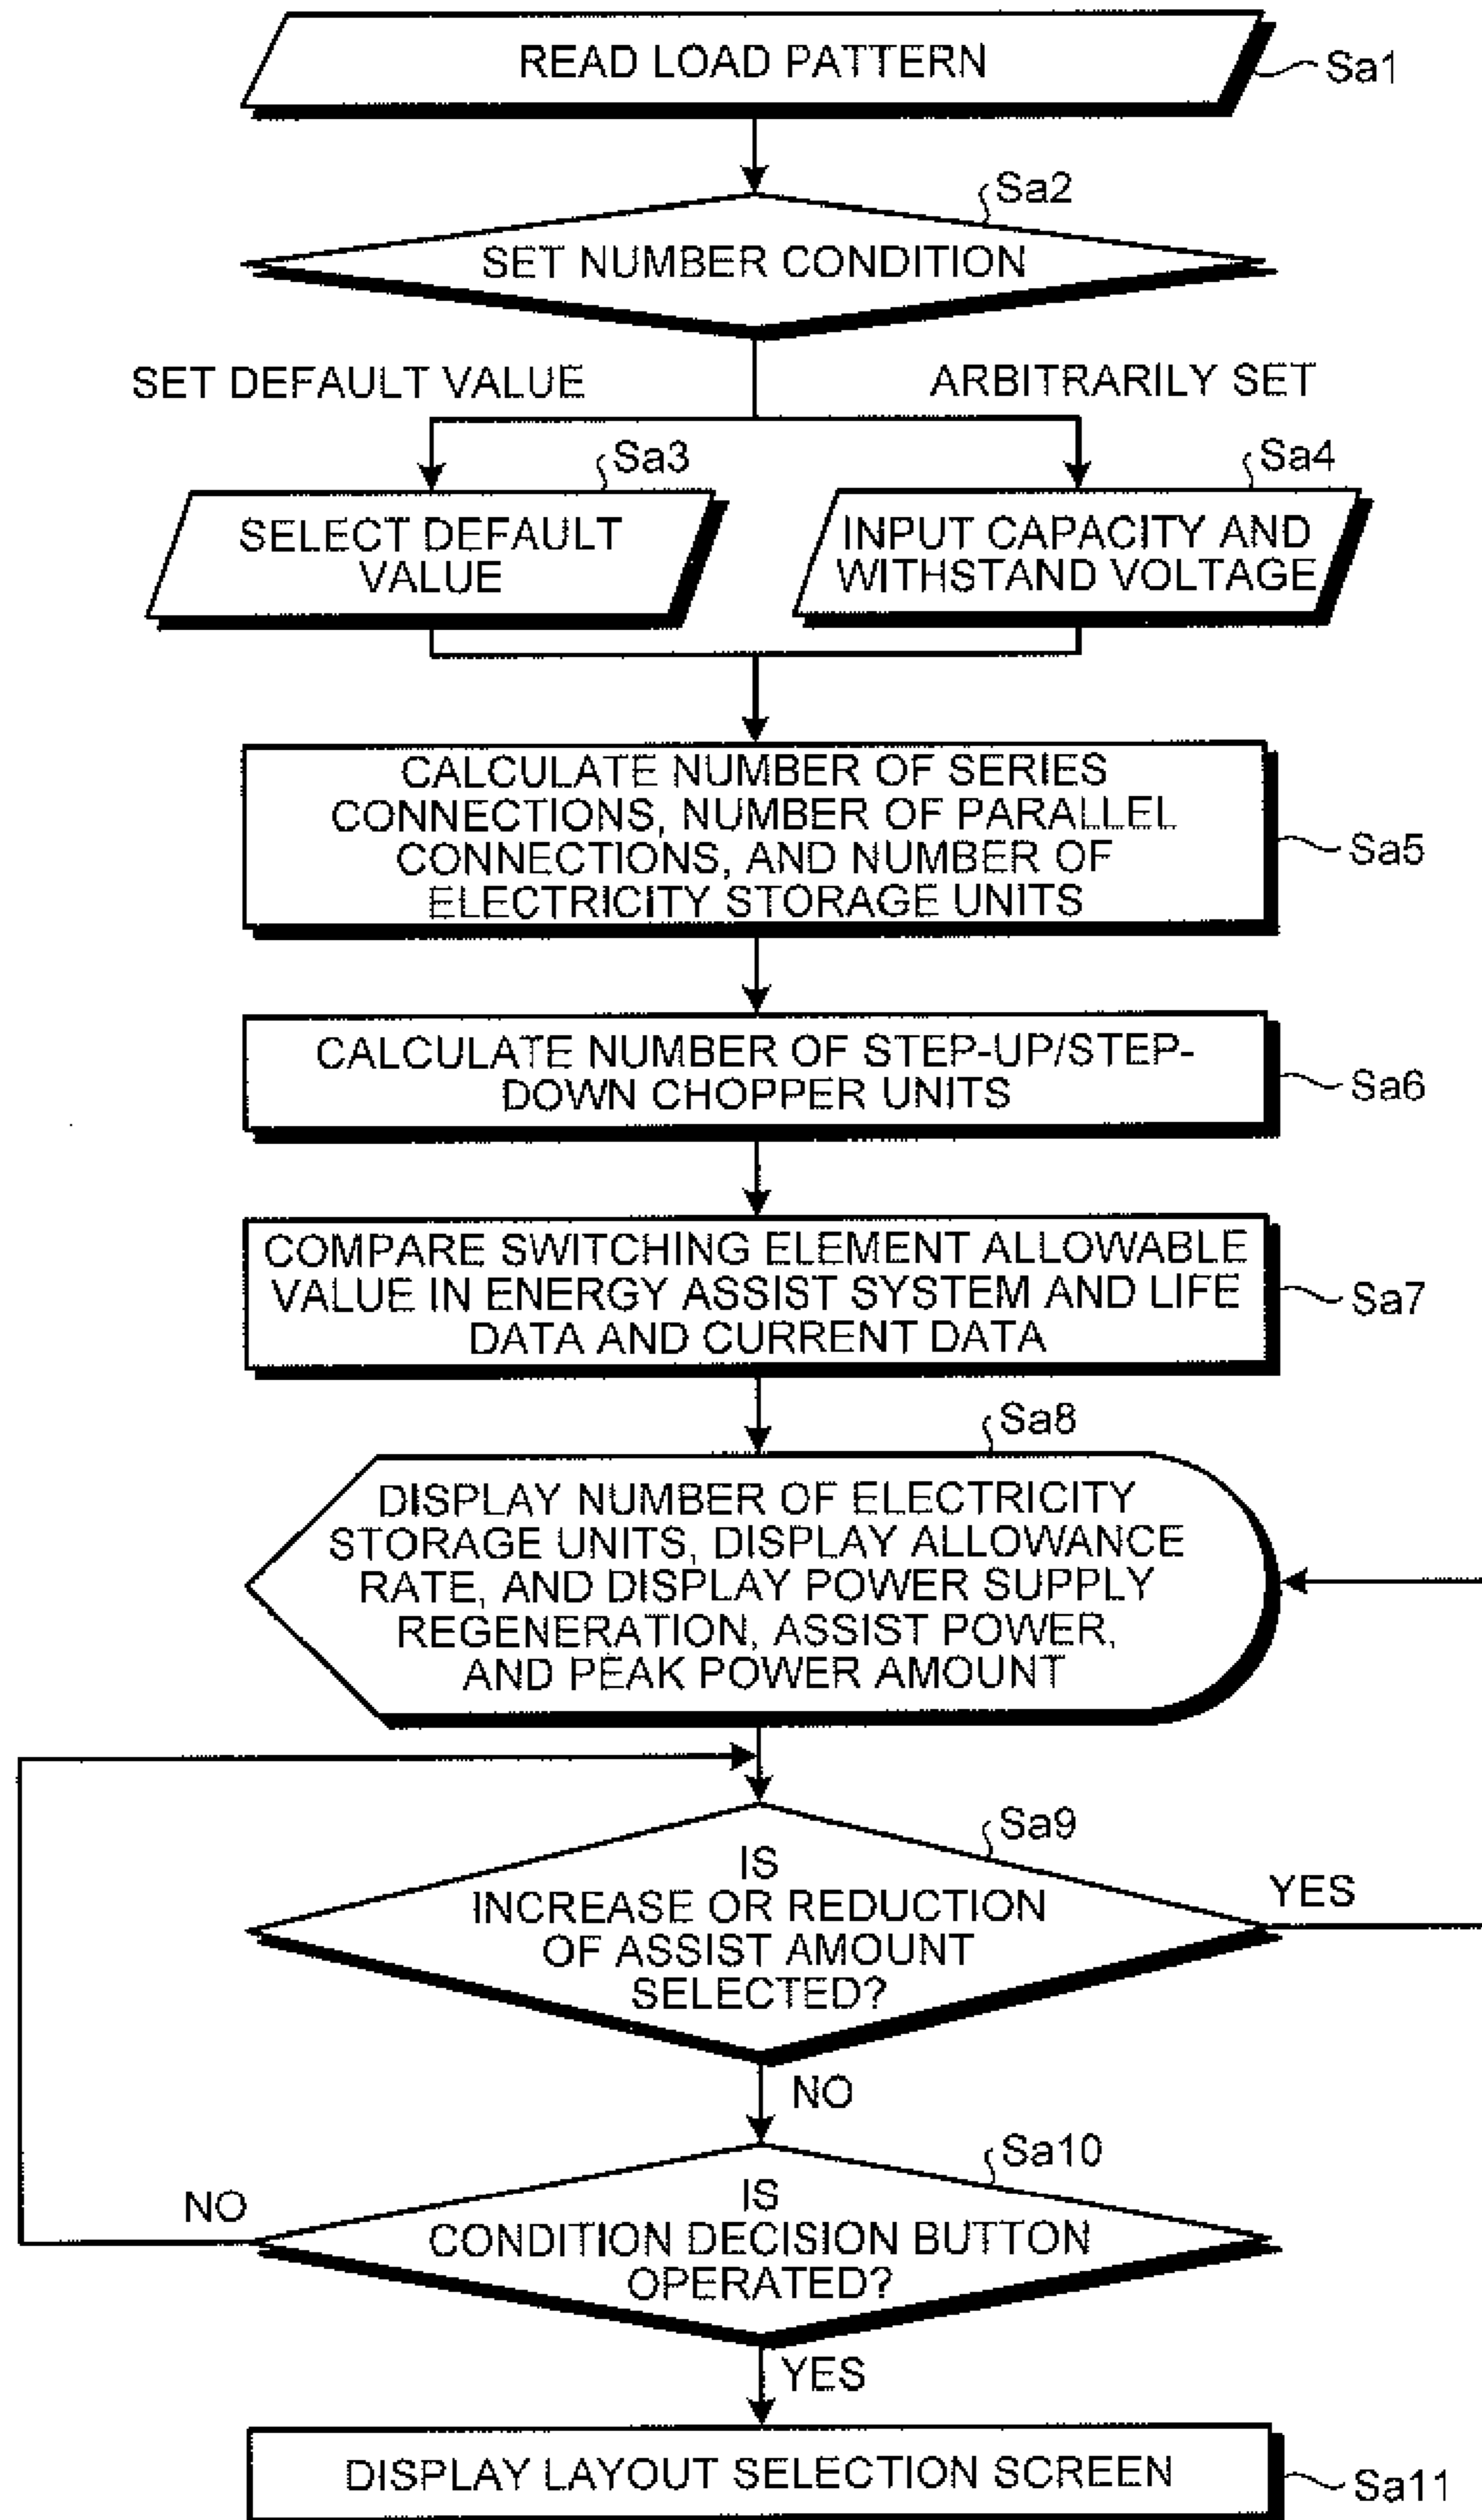 READ LOAD PATTERN
Sa1
Sa2
SET NUMBER CONDITION
SET DEFAULT VALUE
ARBITRARILY SET
Sa3
Sa4
SELECT DEFAULT
VALUE
INPUT CAPACITY AND
WITHSTAND VOLTAGE
CALCULATE NUMBER OF SERIES
CONNECTIONS, NUMBER OF PARALLEL
CONNECTIONS, AND NUMBER OF
ELECTRICITY STORAGE UNITS
Sa5
CALCULATE NUMBER OF STEP-UP/STEP-
DOWN CHOPPER UNITS
Sa6
COMPARE SWITCHING ELEMENT ALLOWABLE
VALUE IN ENERGY ASSIST SYSTEM AND LIFE
DATA AND CURRENT DATA
Sa7
Sa8
DISPLAY NUMBER OF ELECTRICITY
STORAGE UNITS, DISPLAY ALLOWANCE
RATE, AND DISPLAY POWER SUPPLY
REGENERATION, ASSIST POWER,
AND PEAK POWER AMOUNT
Sa9
IS
INCREASE OR REDUCTION
OF ASSIST AMOUNT
SELECTED?
YES
NO
Sa10
IS
CONDITION DECISION BUTTON
OPERATED?
NO
YES
DISPLAY LAYOUT SELECTION SCREEN
Sa11